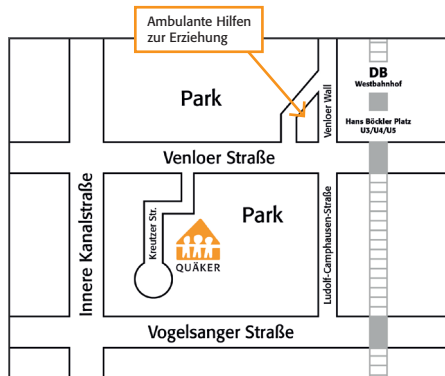 Ambulante Hilfen
zur Erziehung
DB
Westbahnhof
Park
Venloer Wall
Hans Böckler Platz
U3/U4/U5
Venloer Straße
Innere Kanalstraße
Kreutzer Str.
Park
Ludolf-Camphausen-Straße
QUÄKER
Vogelsanger Straße